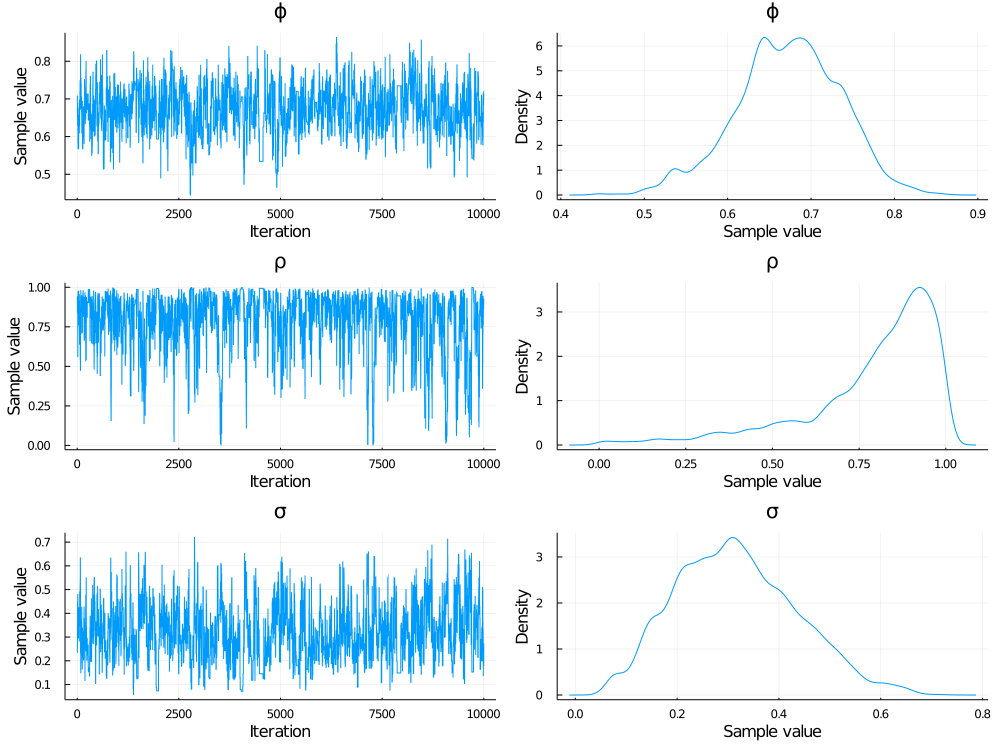 ϕ
Sample value
0.8
0.7
0.6
0.5
0 2500 5000 7500 10000
Iteration
ϕ
Density
6
5
4
3
2
1
0
0.4 0.5 0.6 0.7 0.8 0.9
Sample value
ρ
Sample value
1.00
0.75
0.50
0.25
0.00
0 2500 5000 7500 10000
Iteration
ρ
Density
3
2
1
0
0.00 0.25 0.50 0.75 1.00
Sample value
σ
Sample value
0.7
0.6
0.5
0.4
0.3
0.2
0.1
0 2500 5000 7500 10000
Iteration
σ
Density
3
2
1
0
0.0 0.2 0.4 0.6 0.8
Sample value